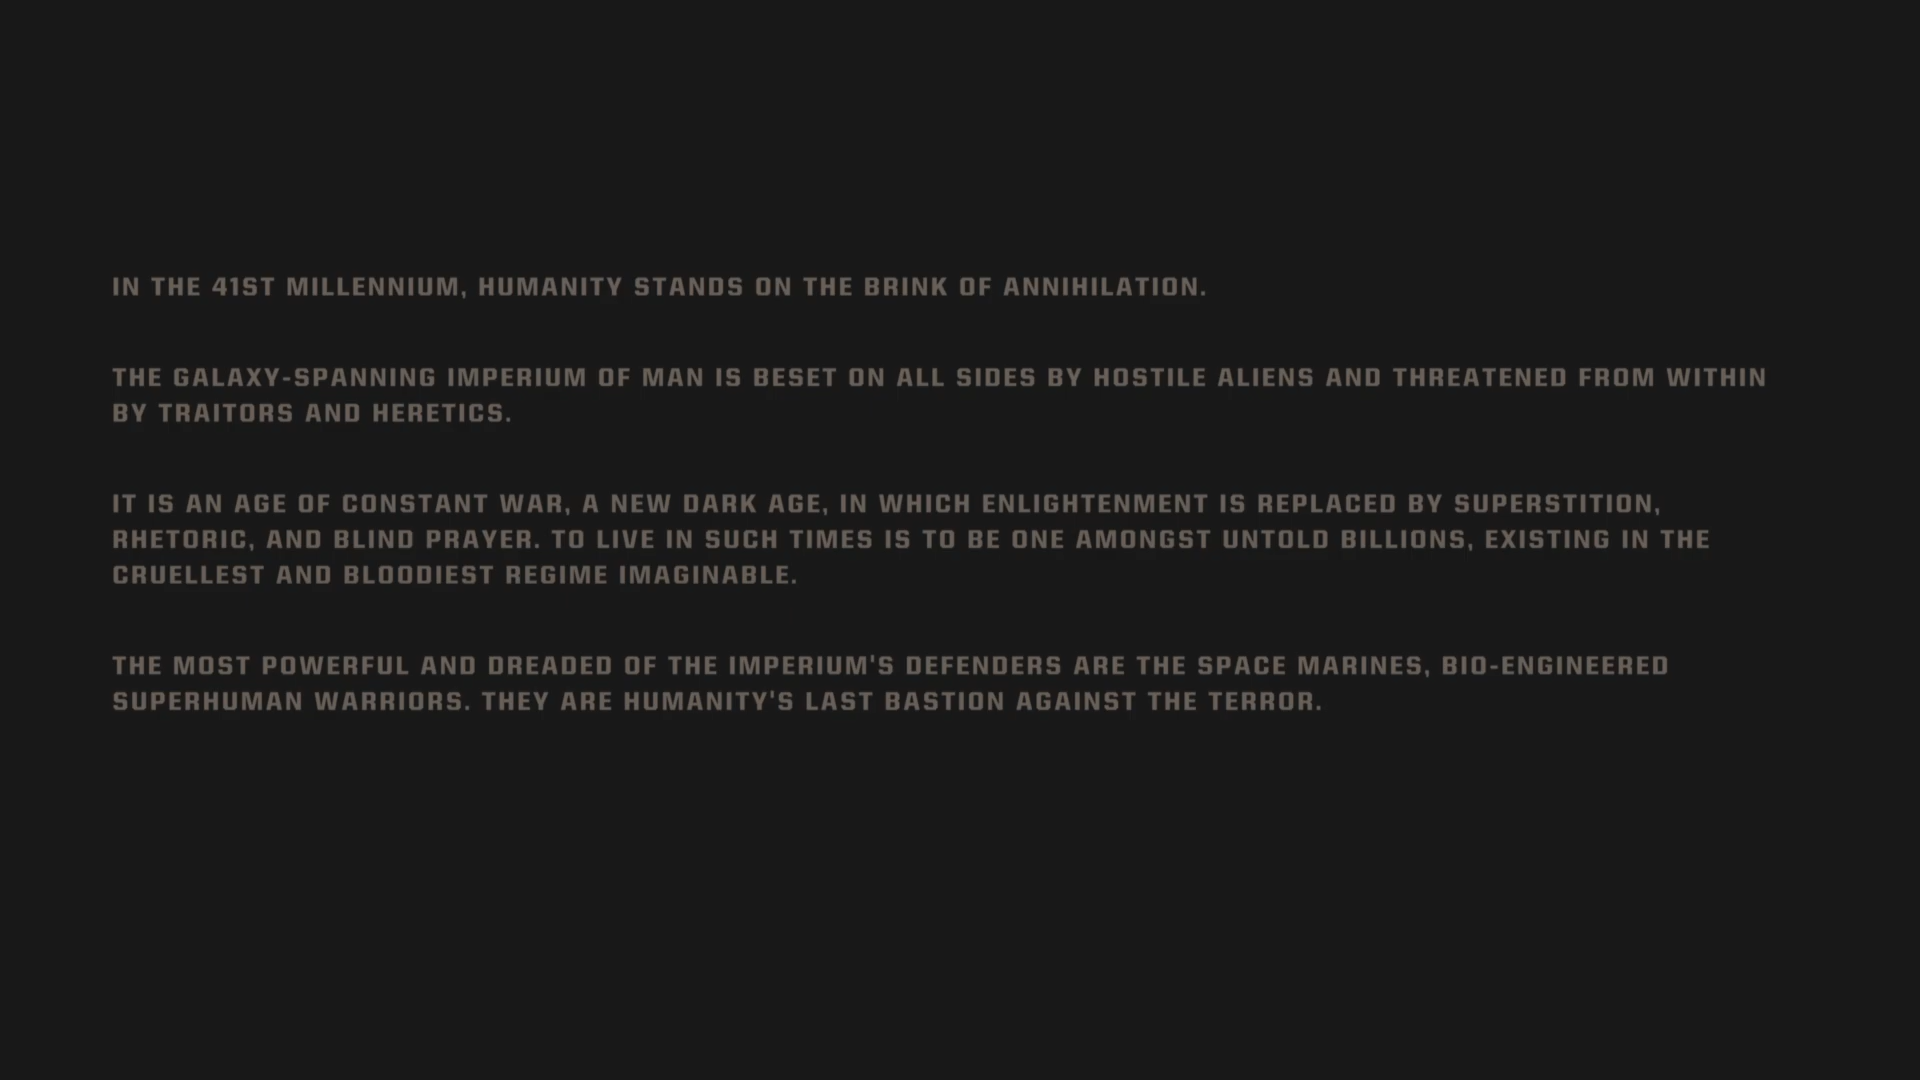 IN THE 41ST MILLENNIUM, HUMANITY STANDS ON THE BRINK OF ANNIHILATION.
THE GALAXY-SPANNING IMPERIUM OF MAN IS BESET ON ALL SIDES BY HOSTILE ALIENS AND THREATENED FROM WITHIN
BY TRAITORS AND HERETICS.
IT IS AN AGE OF CONSTANT WAR, A NEW DARK AGE, IN WHICH ENLIGHTENMENT IS REPLACED BY SUPERSTITION,
RHETORIC, AND BLIND PRAYER. TO LIVE IN SUCH TIMES IS TO BE ONE AMONGST UNTOLD BILLIONS, EXISTING IN THE
CRUELLEST AND BLOODIEST REGIME IMAGINABLE.
THE MOST POWERFUL AND DREADED OF THE IMPERIUM'S DEFENDERS ARE THE SPACE MARINES, BIO-ENGINEERED
SUPERHUMAN WARRIORS. THEY ARE HUMANITY'S LAST BASTION AGAINST THE TERROR.